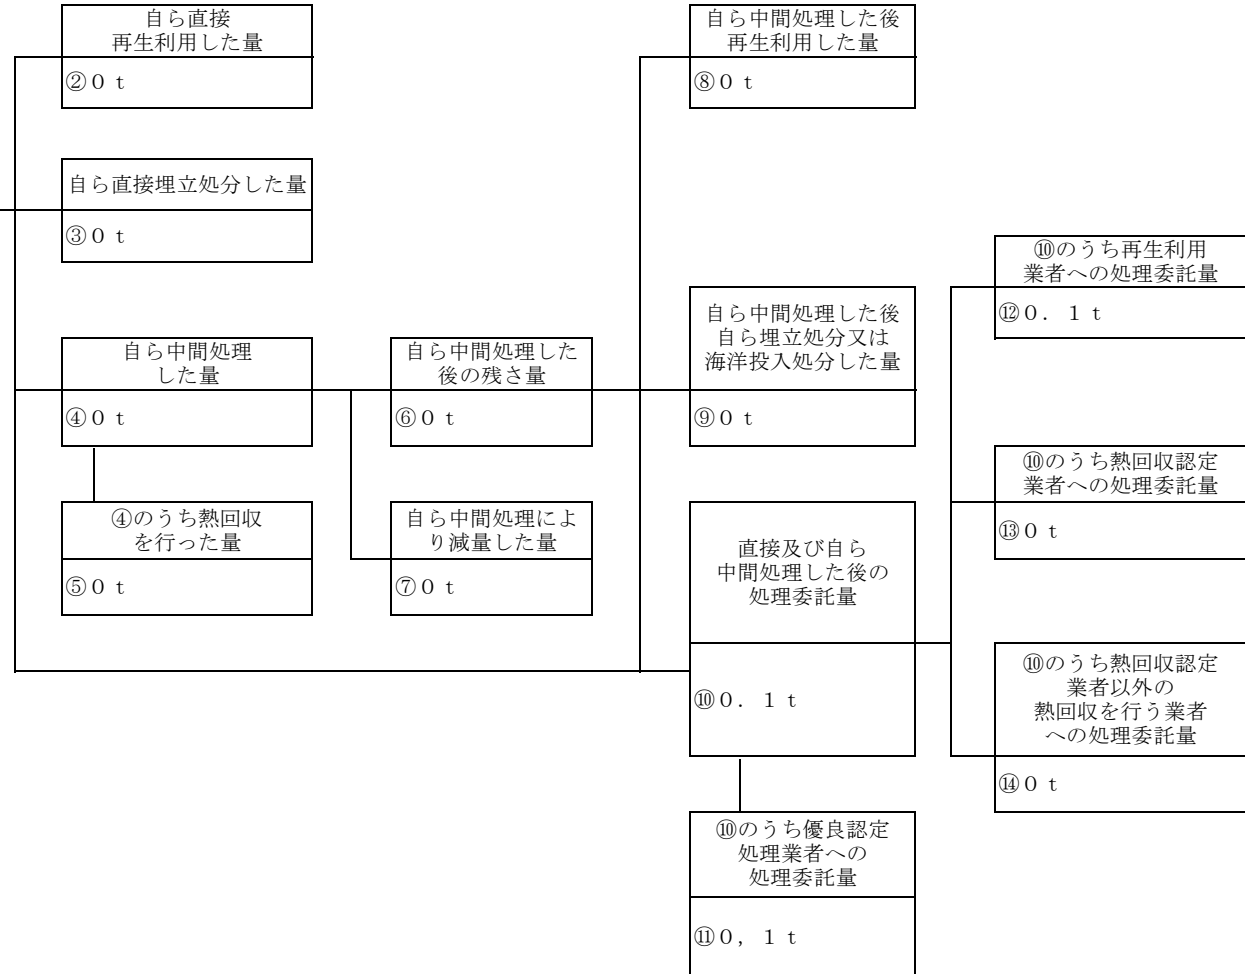 自ら直接
再生利用した量
②０ｔ
自ら直接埋立処分した量
③０ｔ
自ら中間処理
した量
④０ｔ
④のうち熱回収
を行った量
⑤０ｔ
自ら中間処理した
後の残さ量
⑥０ｔ
自ら中間処理によ
り減量した量
⑦０ｔ
自ら中間処理した後
再生利用した量
⑧０ｔ
自ら中間処理した後
自ら埋立処分又は
海洋投入処分した量
⑨０ｔ
直接及び自ら
中間処理した後の
処理委託量
⑩０．１ｔ
⑩のうち優良認定
処理業者への
処理委託量
⑪０，１ｔ
⑩のうち再生利用
業者への処理委託量
⑫０．１ｔ
⑩のうち熱回収認定
業者への処理委託量
⑬０ｔ
⑩のうち熱回収認定
業者以外の
熱回収を行う業者
への処理委託量
⑭０ｔ